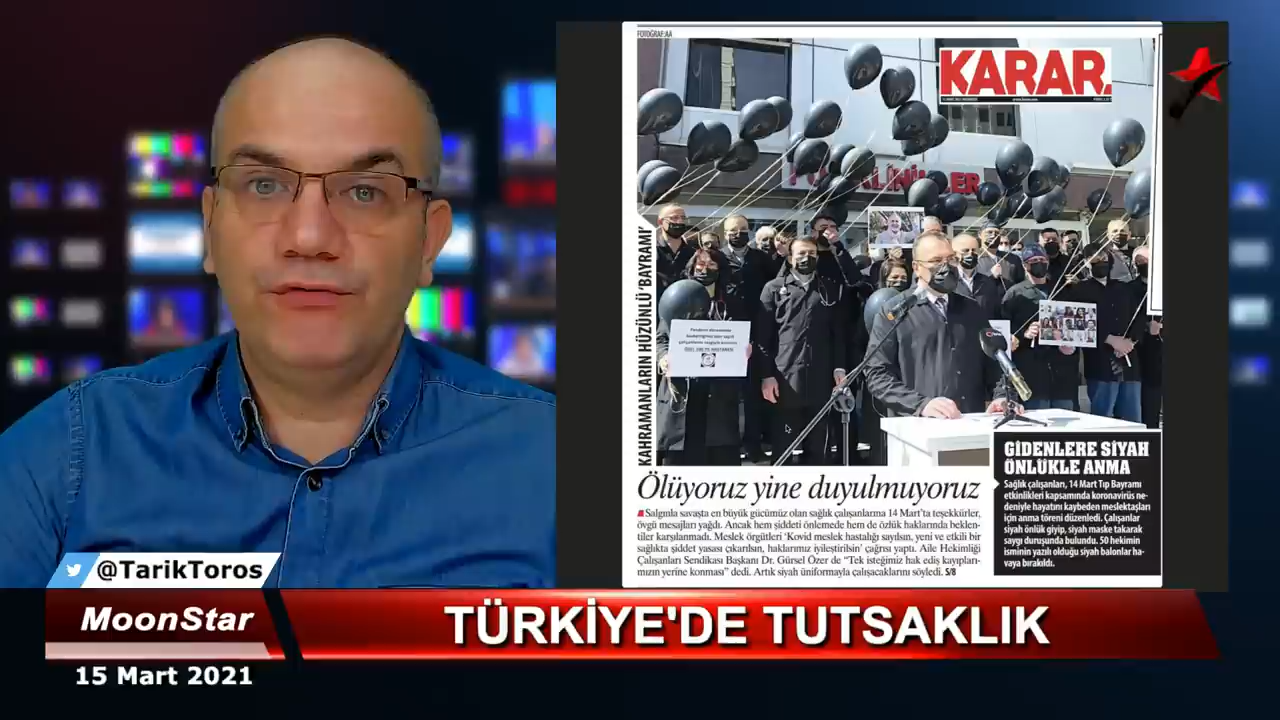 FOTOĞRAF:AA
KARAR.
www.karar.com
KAHRAMANLARIN HÜZÜNLÜ 'BAYRAMI'
Ölüyoruz yine duyulmuyoruz
Salgınla savaşta en büyük gücümüz olan sağlık çalışanlarına 14 Mart'ta teşekkürler,
övgü mesajları yağdı. Ancak hem şiddeti önlemede hem de özlük haklarında beklen-
tiler karşılanmadı. Meslek örgütleri 'Kovid meslek hastalığı sayılsın, yeni ve etkili bir
sağlıkta şiddet yasası çıkarılsın, haklarımız iyileştirilsin' çağrısı yaptı. Aile Hekimliği
Çalışanları Sendikası Başkanı Dr. Gürsel Özer de "Tek isteğimiz hak ediş kayıpları-
mızın yerine konması" dedi. Artık siyah üniformayla çalışacaklarını söyledi. S/8
GİDENLERE SİYAH
ÖNLÜKLE ANMA
Sağlık çalışanları, 14 Mart Tıp Bayramı
etkinlikleri kapsamında koronavirüs ne-
deniyle hayatını kaybeden meslektaşları
için anma töreni düzenledi. Çalışanlar
siyah önlük giyip, siyah maske takarak
saygı duruşunda bulundu. 50 hekimin
isminin yazılı olduğu siyah balonlar ha-
vaya bırakıldı.
@TarikToros
MoonStar
TÜRKİYE'DE TUTSAKLIK
15 Mart 2021